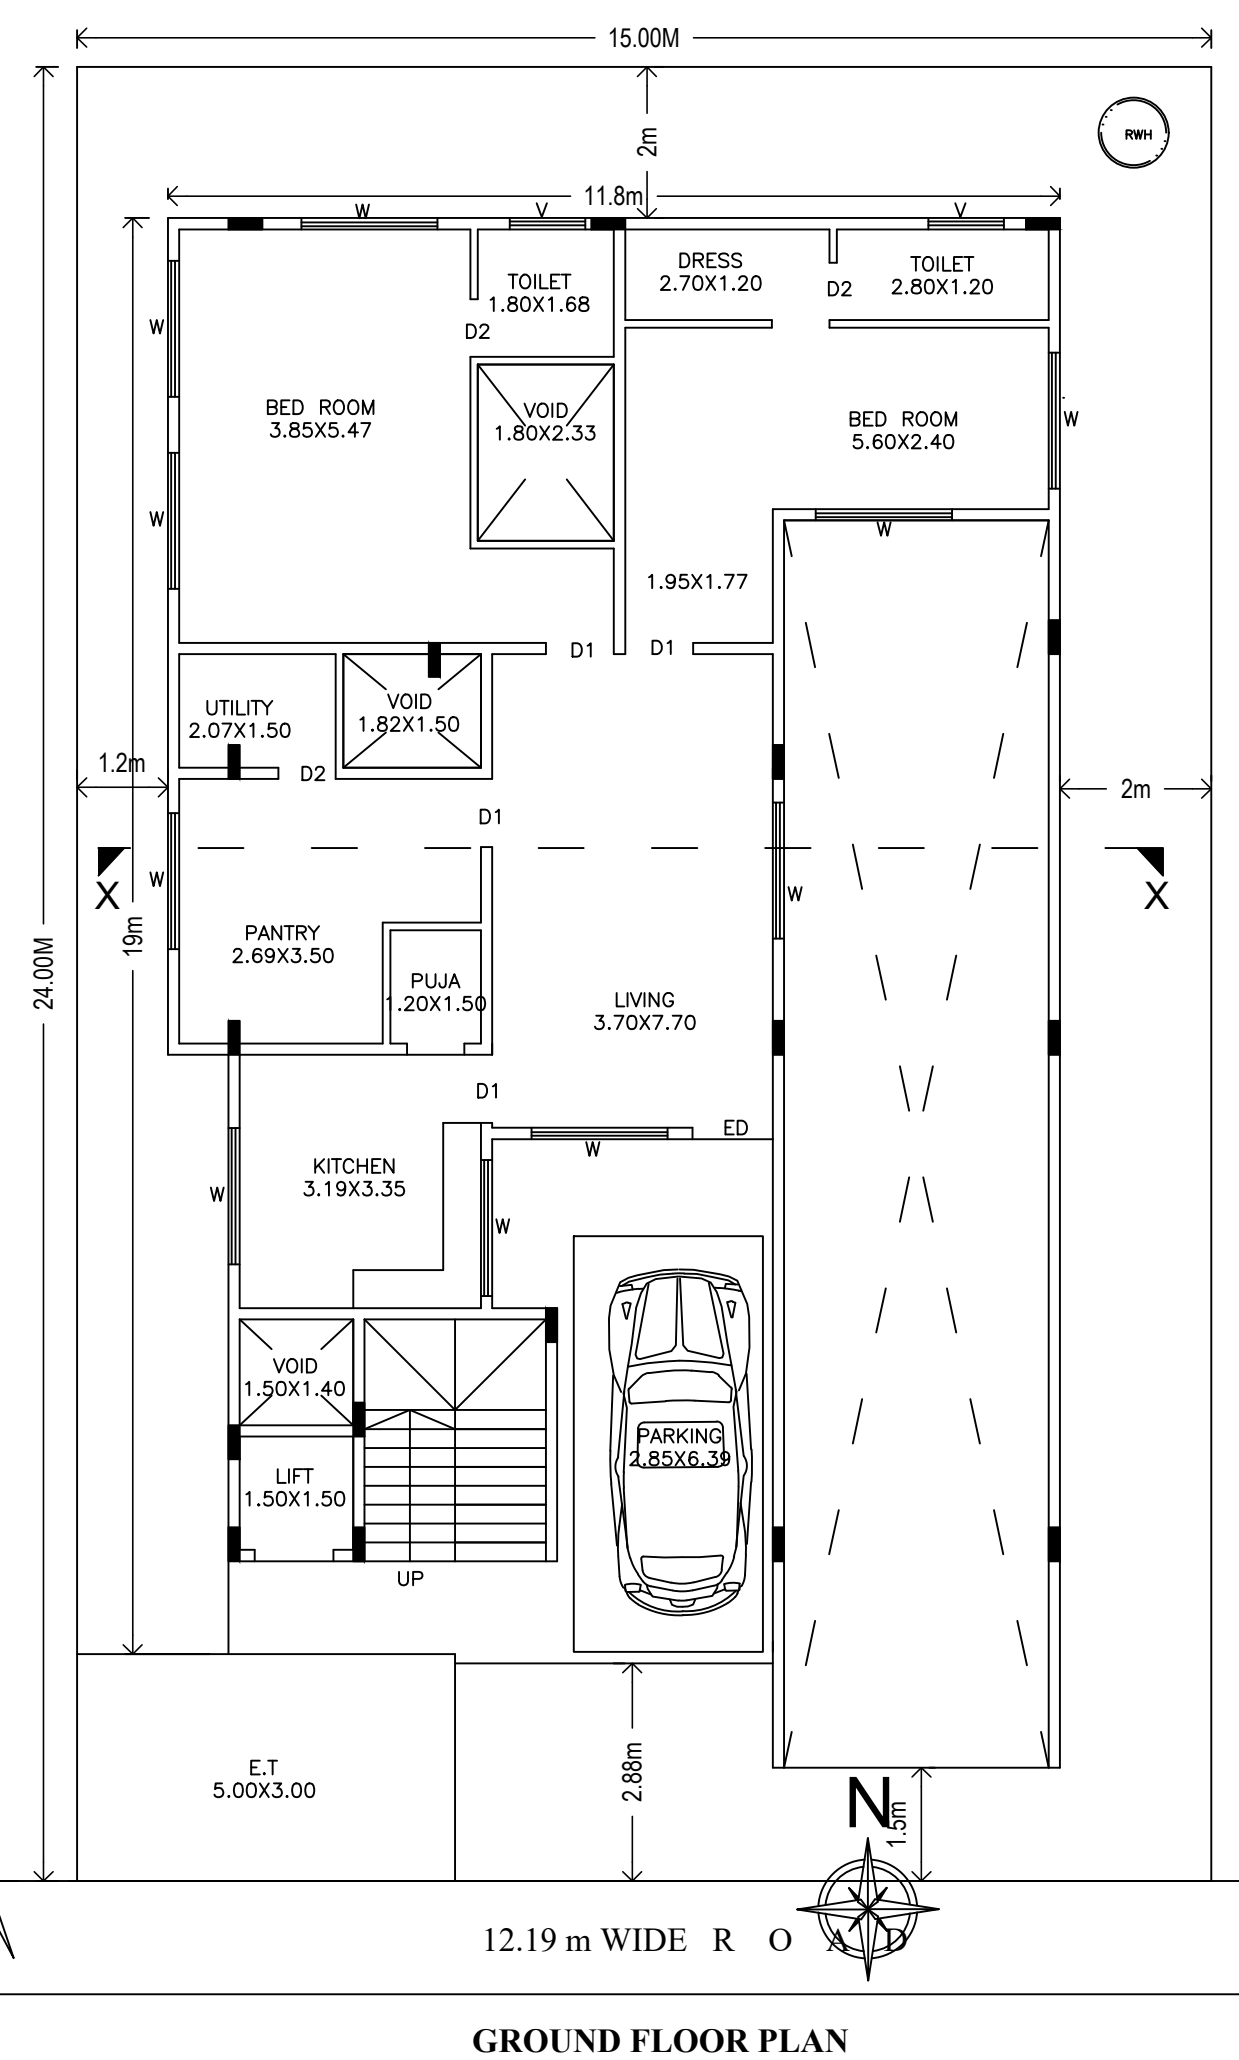 15.00M
2m
RWH
11.8m
W
V
V
DRESS
2.70X1.20
TOILET
2.80X1.20
TOILET
1.80X1.68
D2
D2
W
BED ROOM
3.85X5.47
VOID
1.80X2.33
BED ROOM
5.60X2.40
W
W
W
1.95X1.77
D1
D1
UTILITY
2.07X1.50
VOID
1.82X1.50
1.2m
D2
2m
D1
X
W
W
X
24.00M
19m
PANTRY
2.69X3.50
PUJA
1.20X1.50
LIVING
3.70X7.70
D1
ED
W
KITCHEN
3.19X3.35
W
W
VOID
1.50X1.40
PARKING
2.85X6.39
LIFT
1.50X1.50
UP
E.T
5.00X3.00
2.88m
N
1.5m
12.19 m WIDE R O A D
GROUND FLOOR PLAN